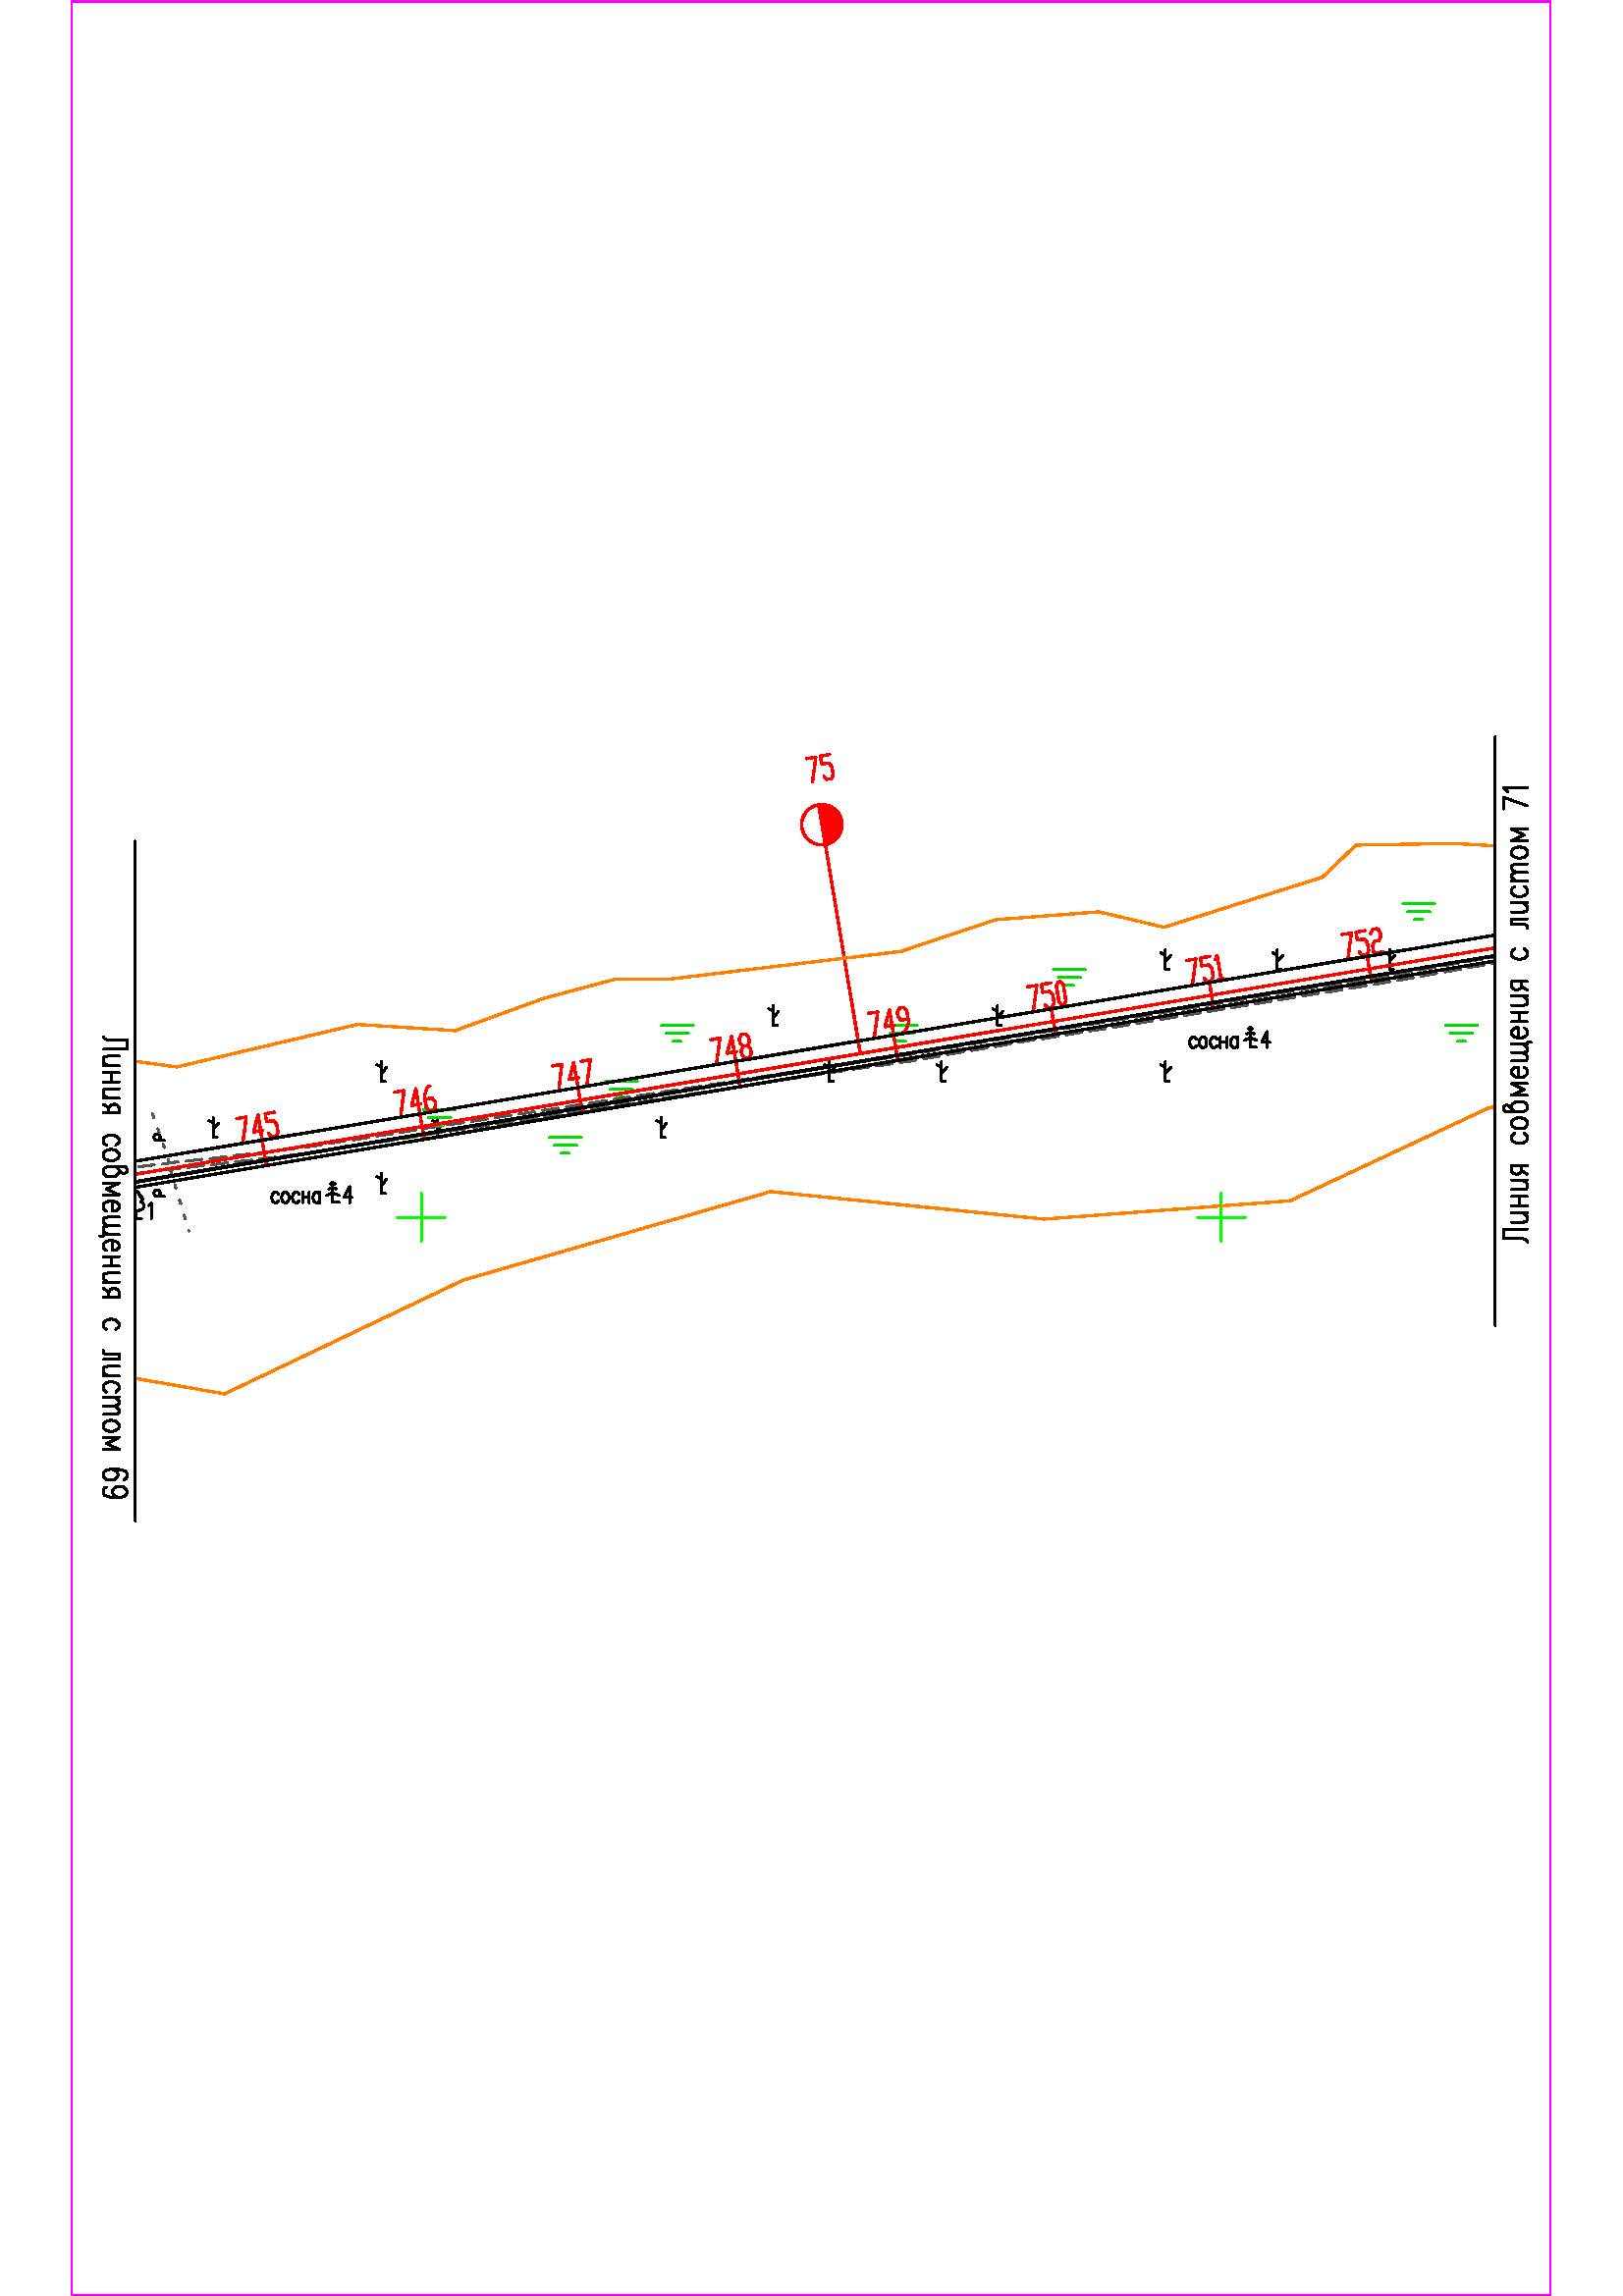 75
Линия совмещения с листом 71
752
751
750
749
748
747
746
745
сосна 4
сосна 4
Линия совмещения с листом 69